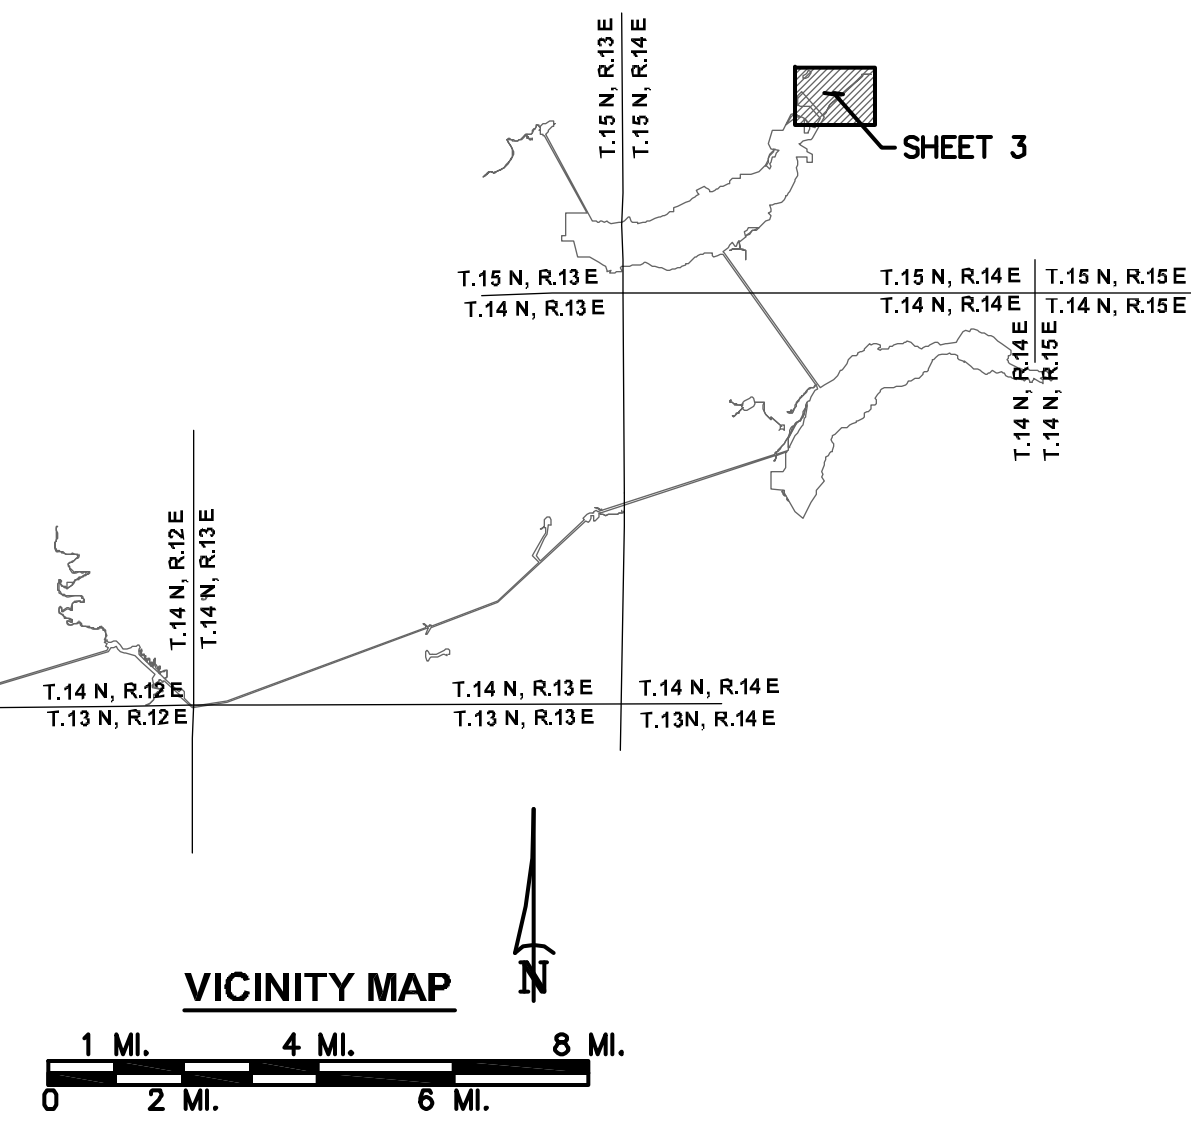 T.15 N, R.13 E
T.15 N, R.14 E
SHEET 3
T.15 N, R.13 E
T.14 N, R.13 E
T.15 N, R.14 E
T.14 N, R.14 E
T.15 N, R.15 E
T.14 N, R.15 E
T.14 N, R.14 E
T.14 N, R.15 E
T.14 N, R.12 E
T.14 N, R.13 E
T.14 N, R.12 E
T.13 N, R.12 E
T.14 N, R.13 E
T.13 N, R.13 E
T.14 N, R.14 E
T.13N, R.14 E
N
VICINITY MAP
1 MI. 4 MI. 8 MI.
0 2 MI. 6 MI.